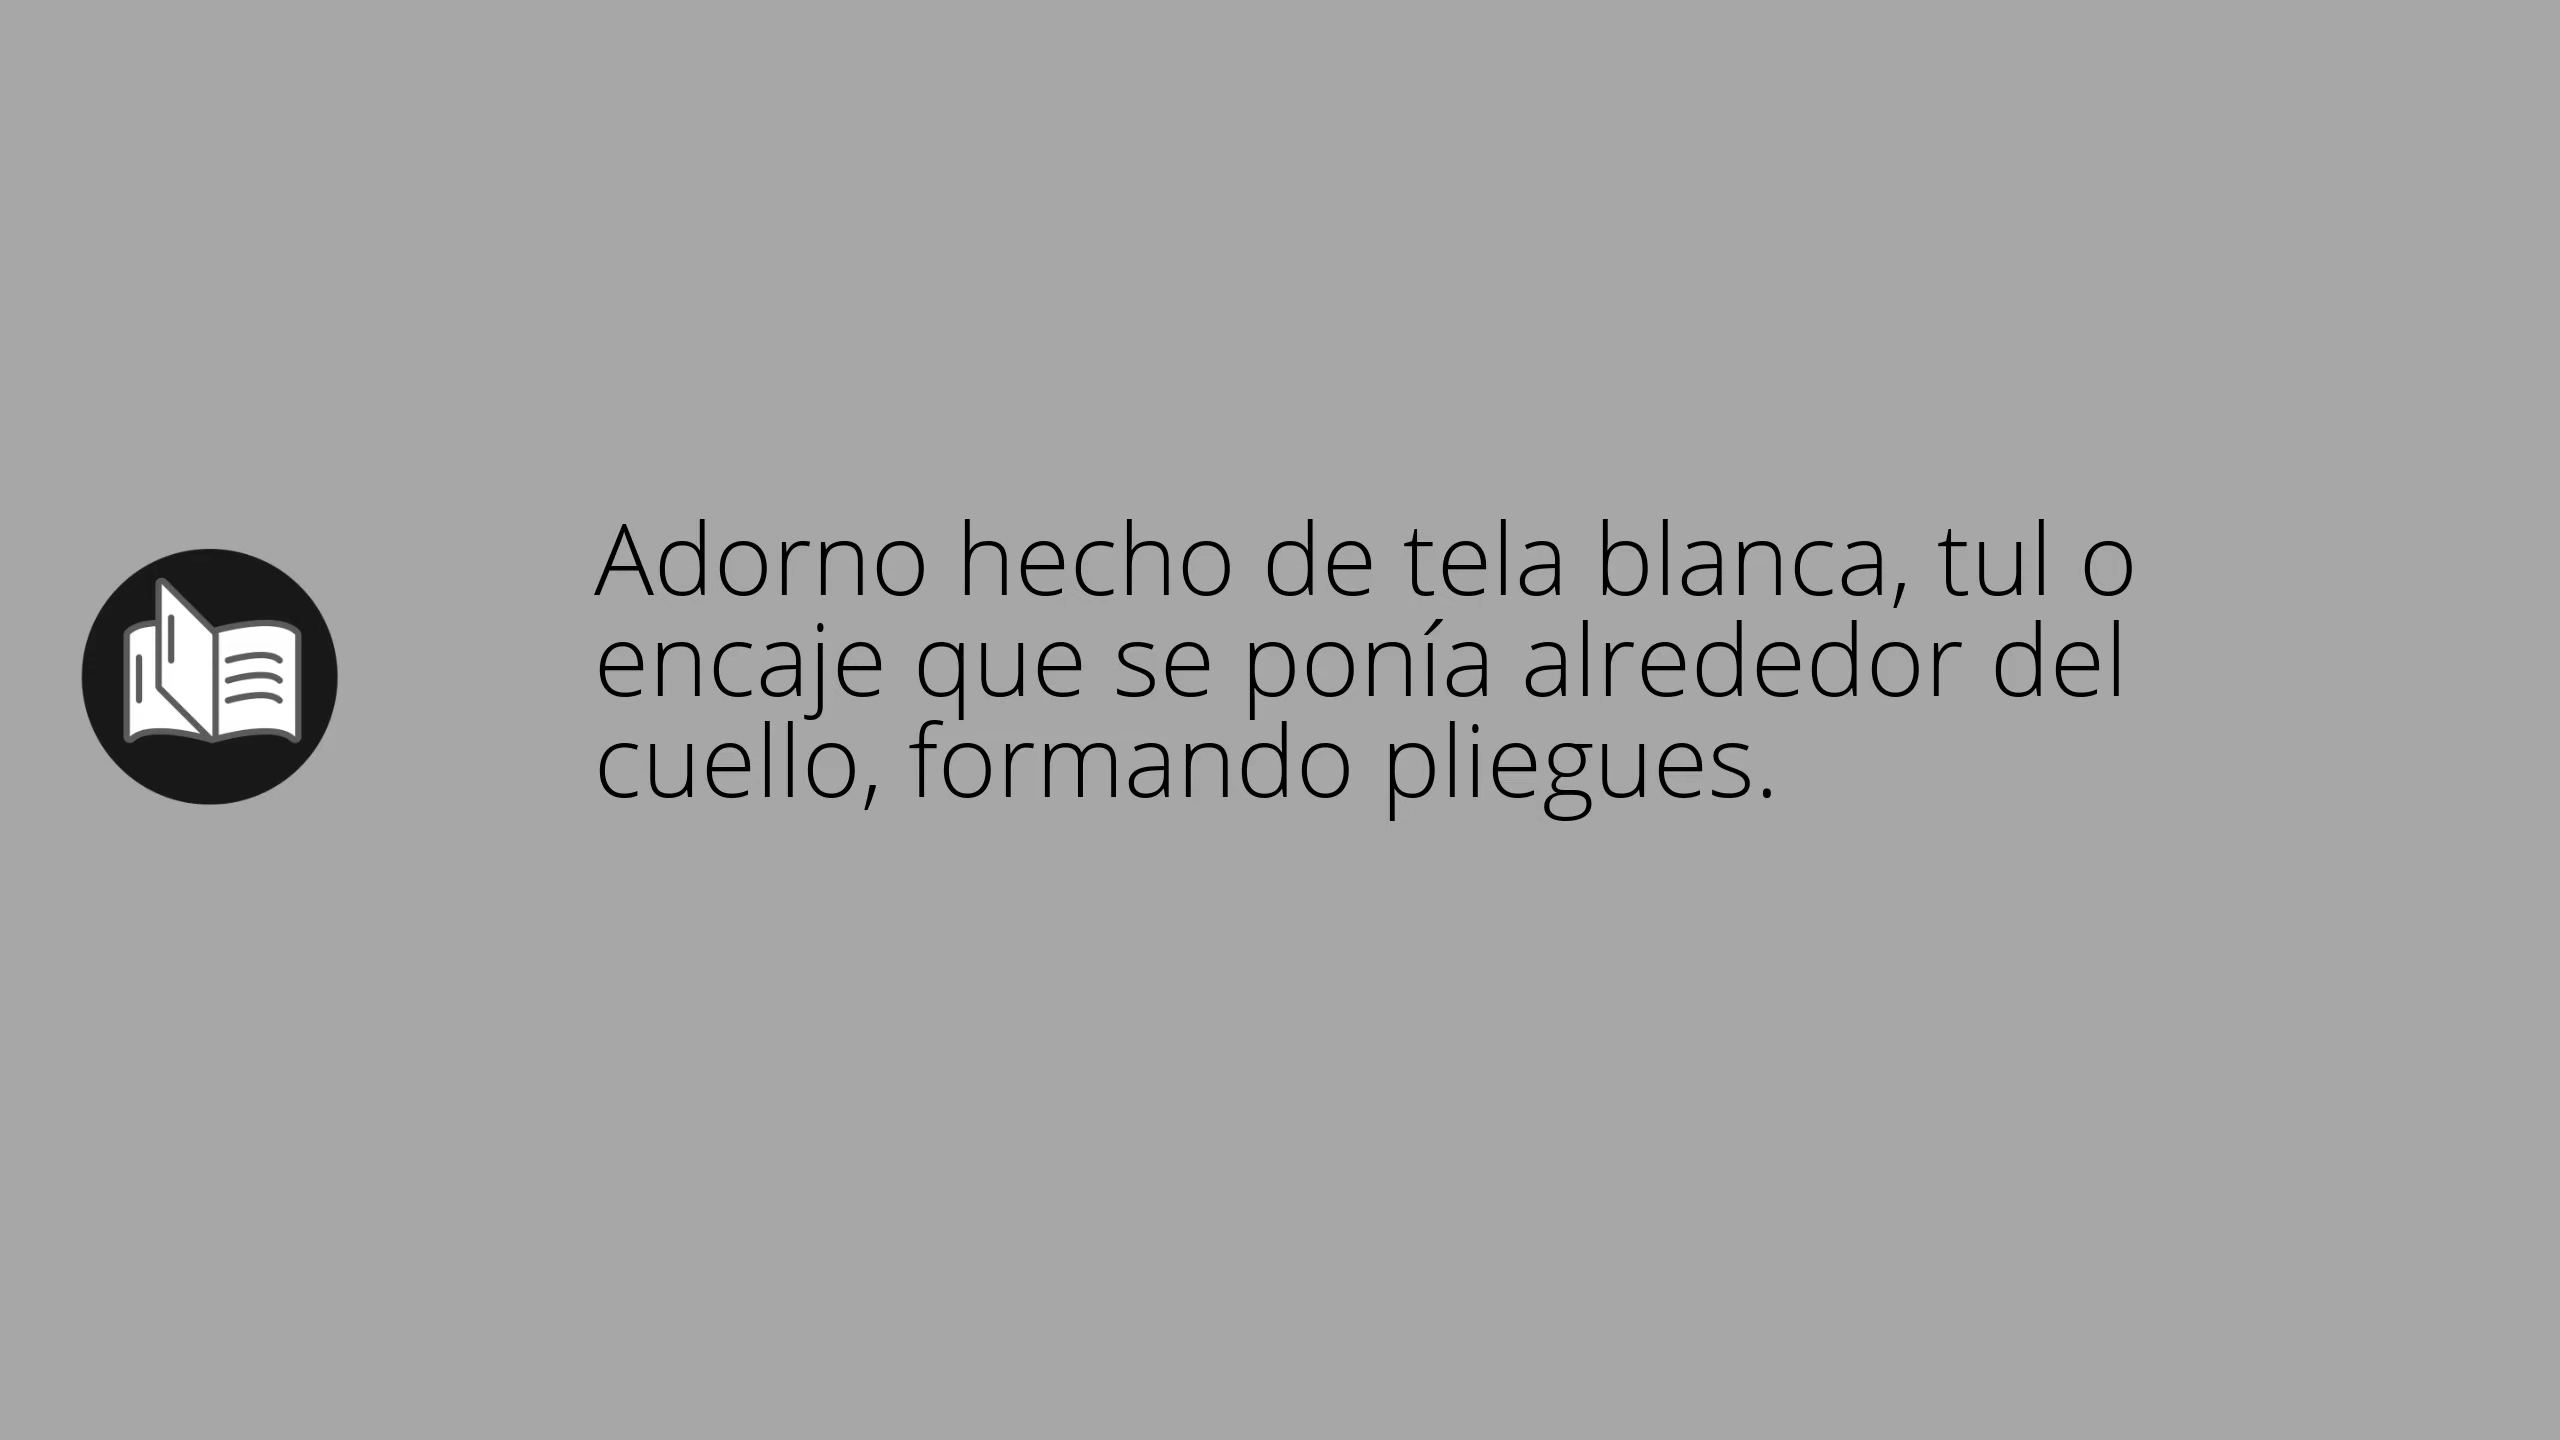 Adorno hecho de tela blanca, tul o
encaje que se ponía alrededor del
cuello, formando pliegues.